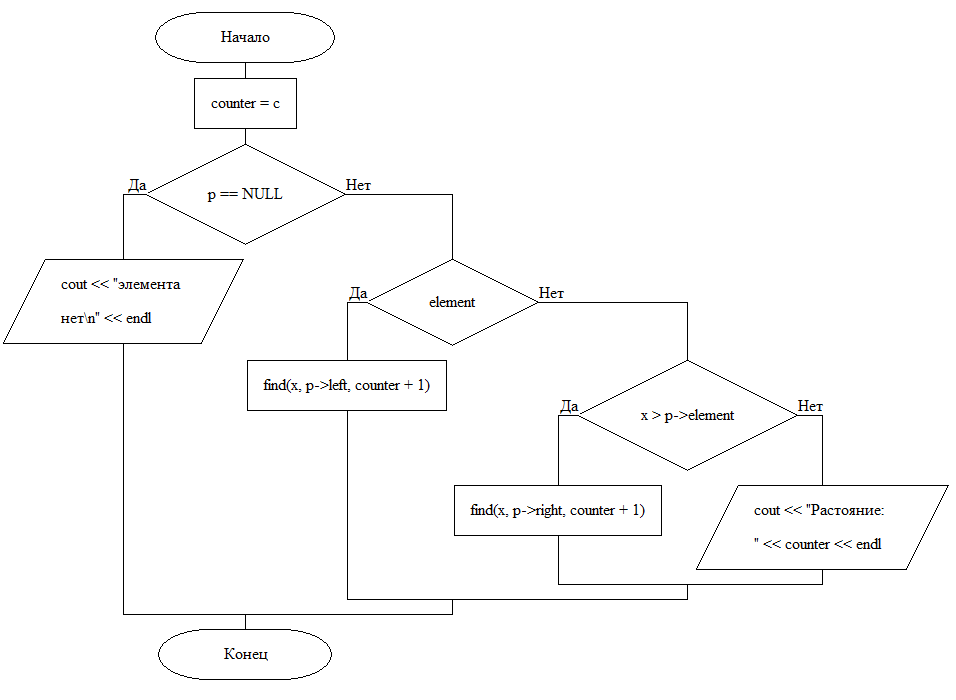 Начало
counter = c
Да
p == NULL
Нет
cout << "элемента
нет\n" << endl
Да
element
Нет
find(x, p->left, counter + 1)
Да
x > p->element
Нет
find(x, p->right, counter + 1)
cout << "Растояние:
" << counter << endl
Конец